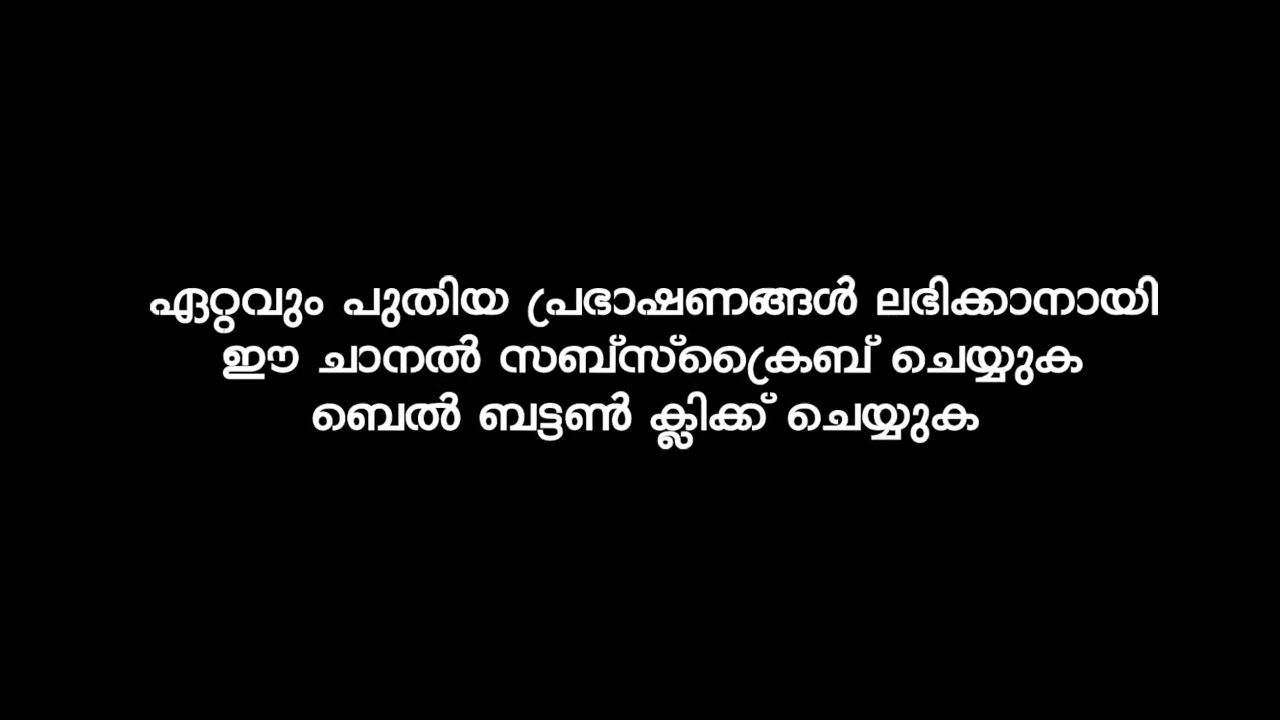 ഏറ്റവും പുതിയ പ്രഭാഷണങ്ങൾ ലഭിക്കാനായി
ഈ ചാനൽ സബ്സ്ക്രൈബ് ചെയ്യുക
ബെൽ ബട്ടൺ ക്ലിക്ക് ചെയ്യുക